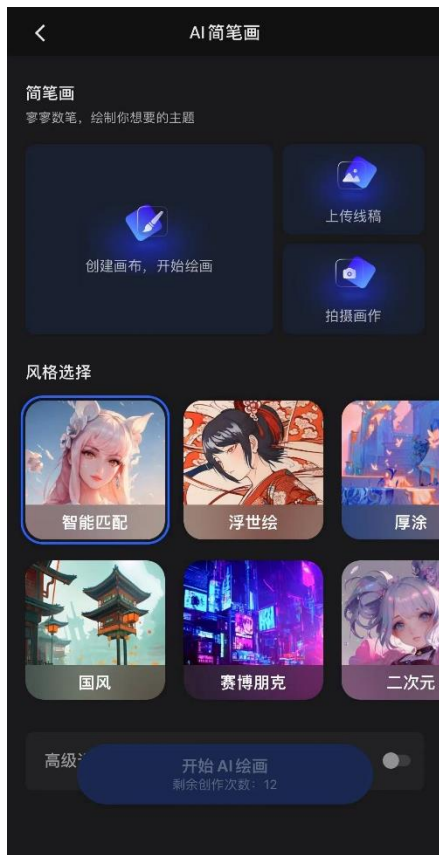 AI简笔画
简笔画
寥寥数笔，绘制你想要的主题
创建画布，开始绘画
上传线稿
拍摄画作
风格选择
智能匹配
浮世绘
厚涂
国风
赛博朋克
二次元
高级
开始 AI 绘画
剩余创作次数：12